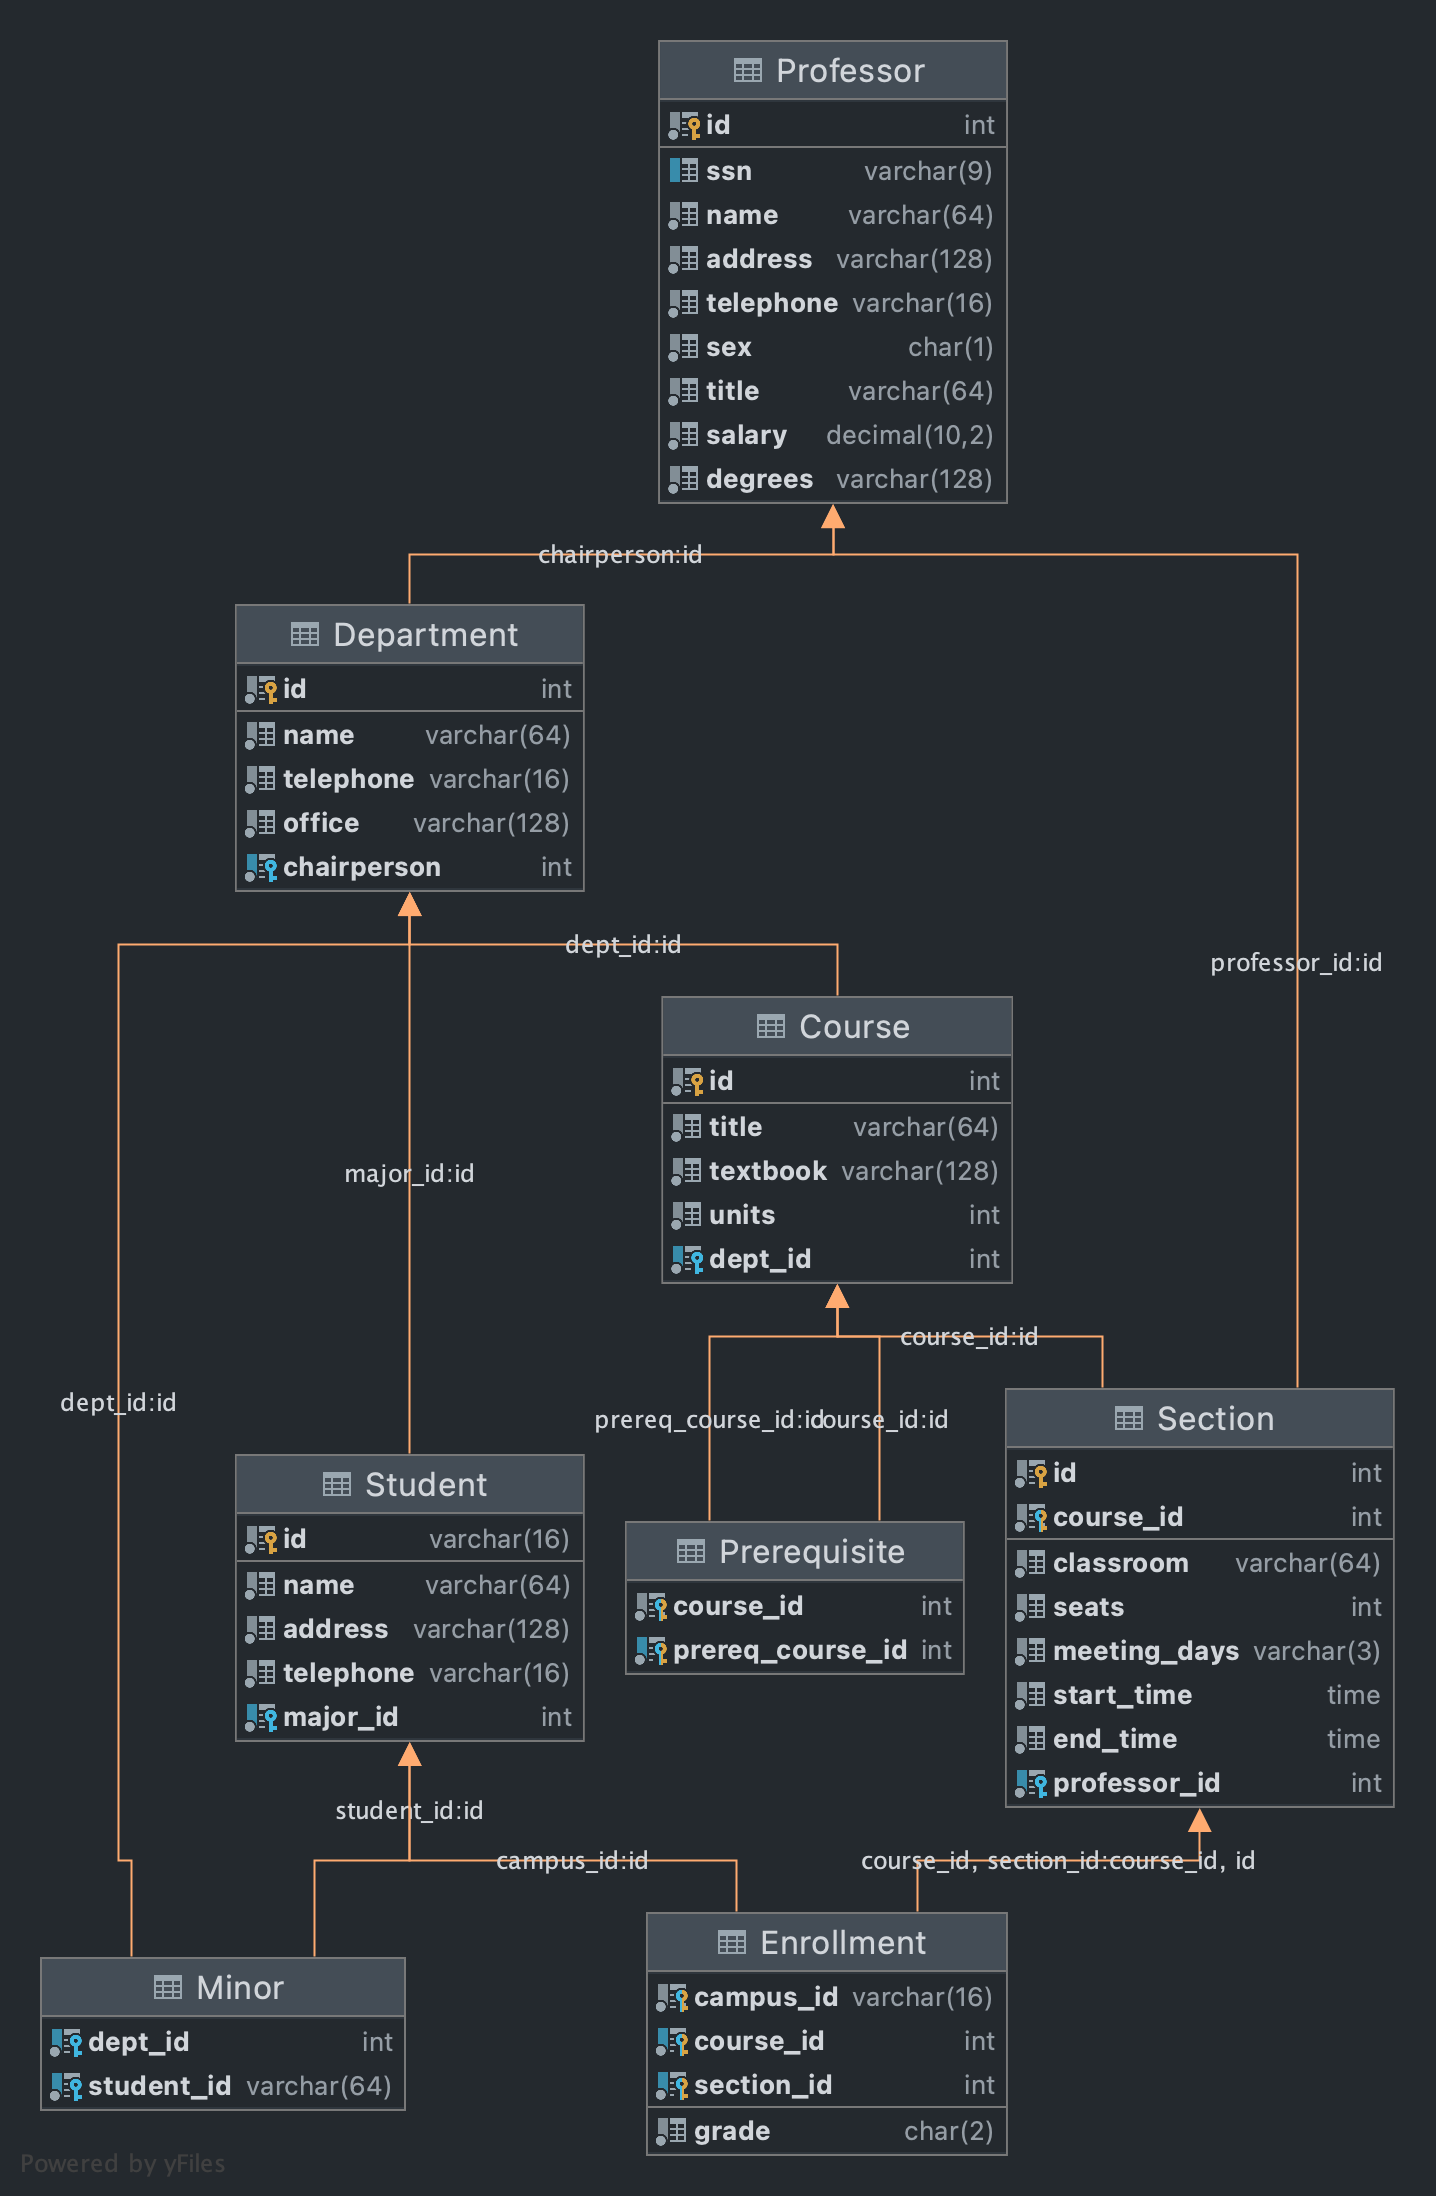 Professor
id int
ssn varchar(9)
name varchar(64)
address varchar(128)
telephone varchar(16)
sex char(1)
title varchar(64)
salary decimal(10,2)
degrees varchar(128)
chairperson:id
Department
id int
name varchar(64)
telephone varchar(16)
office varchar(128)
chairperson int
dept_id:id
professor_id:id
Course
id int
title varchar(64)
textbook varchar(128)
units int
dept_id int
major_id:id
course_id:id
dept_id:id
prereq_course_id:id
course_id:id
Section
id int
course_id int
classroom varchar(64)
seats int
meeting_days varchar(3)
start_time time
end_time time
professor_id int
Student
id varchar(16)
name varchar(64)
address varchar(128)
telephone varchar(16)
major_id int
Prerequisite
course_id int
prereq_course_id int
student_id:id
campus_id:id
course_id, section_id:course_id, id
Minor
dept_id int
student_id varchar(64)
Enrollment
campus_id varchar(16)
course_id int
section_id int
grade char(2)
Powered by yFiles